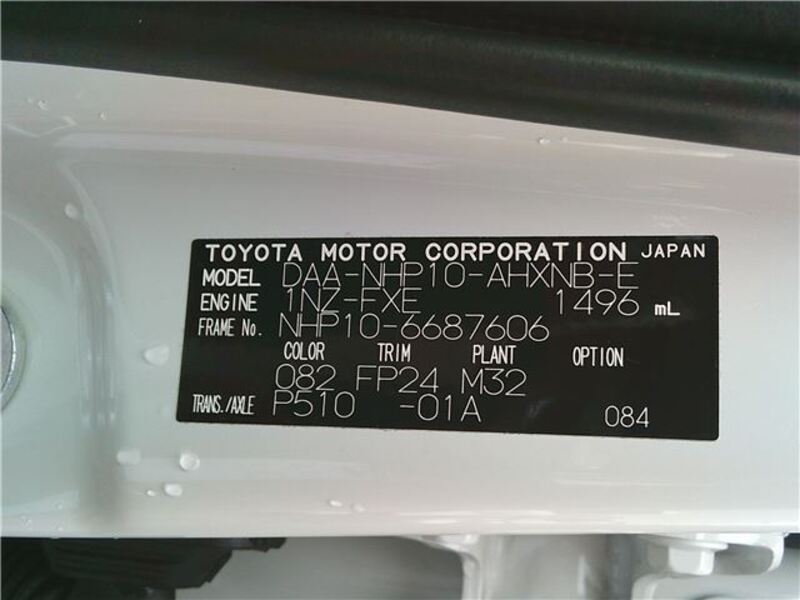 TOYOTA MOTOR CORPORATION JAPAN
MODEL DAA-NHP10-AHXNB-E
ENGINE 1NZ-FXE 1496 mL
FRAME No. NHP10-6687606
COLOR TRIM PLANT OPTION
082 FP24 M32
TRANS./AXLE P510 -01A 084